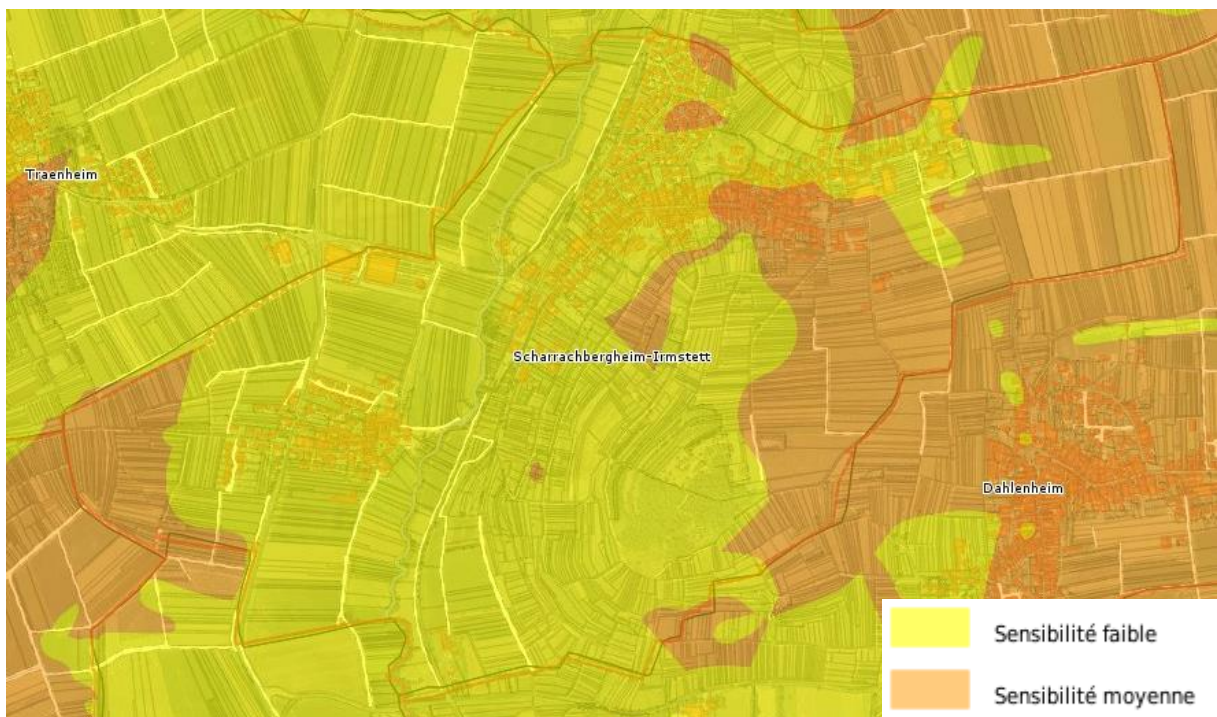 Traenheim
Scharrachbergheim-Irmstett
Dahlenheim
Sensibilité faible
Sensibilité moyenne